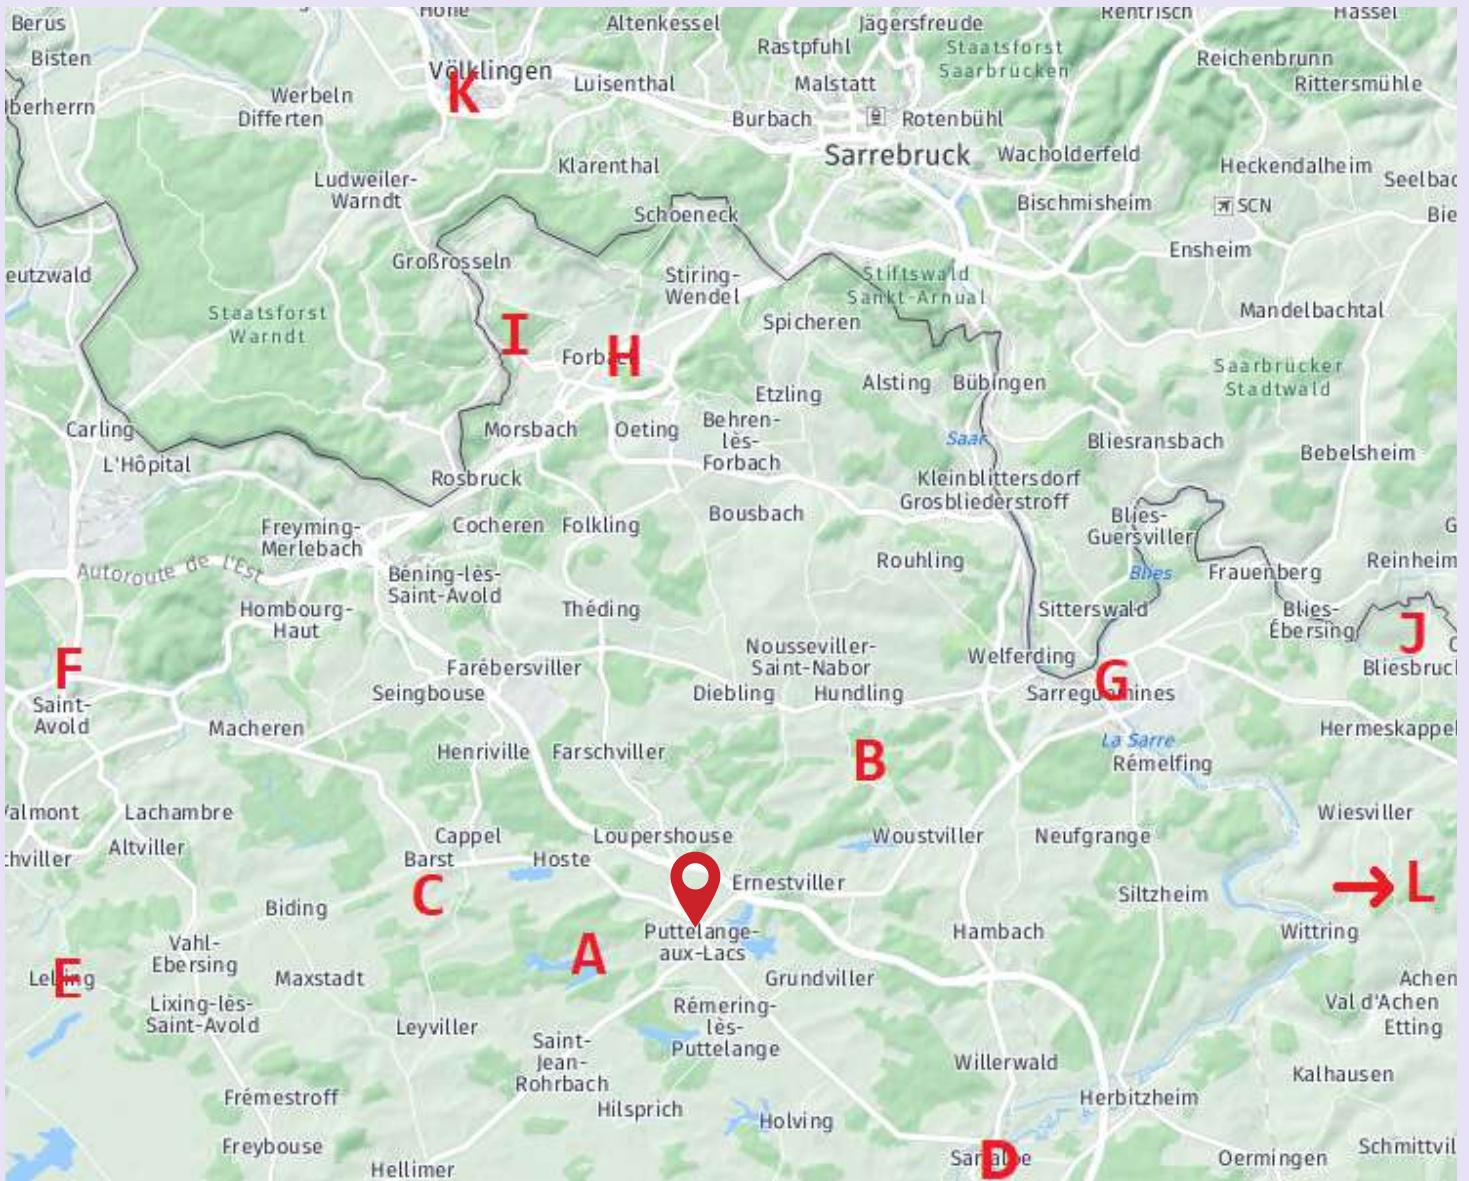 Berus
Altenkessel
Jägersfreude
Rentrisch
Hassel
Bisten
Rastpfuhl
Staatsforst
Saarbrücken
Reichenbrunn
Völklingen
K
Luisenthal
Malstatt
Rittersmühle
Werbeln
Differten
Burbach
Rotenbühl
Sarrebruck
Wacholderfeld
Klarenthal
Heckendalheim
Ludweiler-
Warndt
Bischmisheim
SCN
Schoeneck
Ensheim
Großrosseln
Stiring-
Wendel
Stiftswald
Sankt-Arnual
Staatsforst
Warndt
Mandelbachtal
Spicheren
I
H
Saarbrücker
Stadtwald
Etzling
Alsting
Bübingen
Carling
Morsbach
Oeting
Behren-
lès-
Forbach
Saar
Bliesransbach
Bebelsheim
L'Hôpital
Rosbruck
Kleinblittersdorf
Grosbliederstroff
Freyming-
Merlebach
Cocheren
Folkling
Bousbach
Blies-
Guersviller
Autoroute de l'Est
Rouhling
Blies
Frauenberg
Reinheim
Béning-lès-
Saint-Avold
Hombourg-
Haut
Théding
Sitterswald
Blies-
Ébersing
J
F
Farébersviller
Nousseviller-
Saint-Nabor
Welferding
G
Seingbouse
Diebling
Hundling
Saint-
Avold
Macheren
Hermeskappel
Henriville
Farschviller
B
La Sarre
Rémelfing
Lachambre
Wiesviller
Cappel
Loupershouse
Woustviller
Neufgrange
Altviller
Barst
Hoste
C
Ernestviller
Siltzheim
→ L
Biding
Puttelange-
aux-Lacs
Hambach
Wittring
Vahl-
Ebersing
A
E
Maxstadt
Grundviller
Achen
Lixing-lès-
Saint-Avold
Rémering-
lès-
Puttelange
Val d'Achen
Leyviller
Etting
Saint-
Jean-
Rohrbach
Willerwald
Kalhausen
Frémestroff
Hilsprich
Holving
Herbitzheim
Freybouse
D
Hellimer
Oermingen